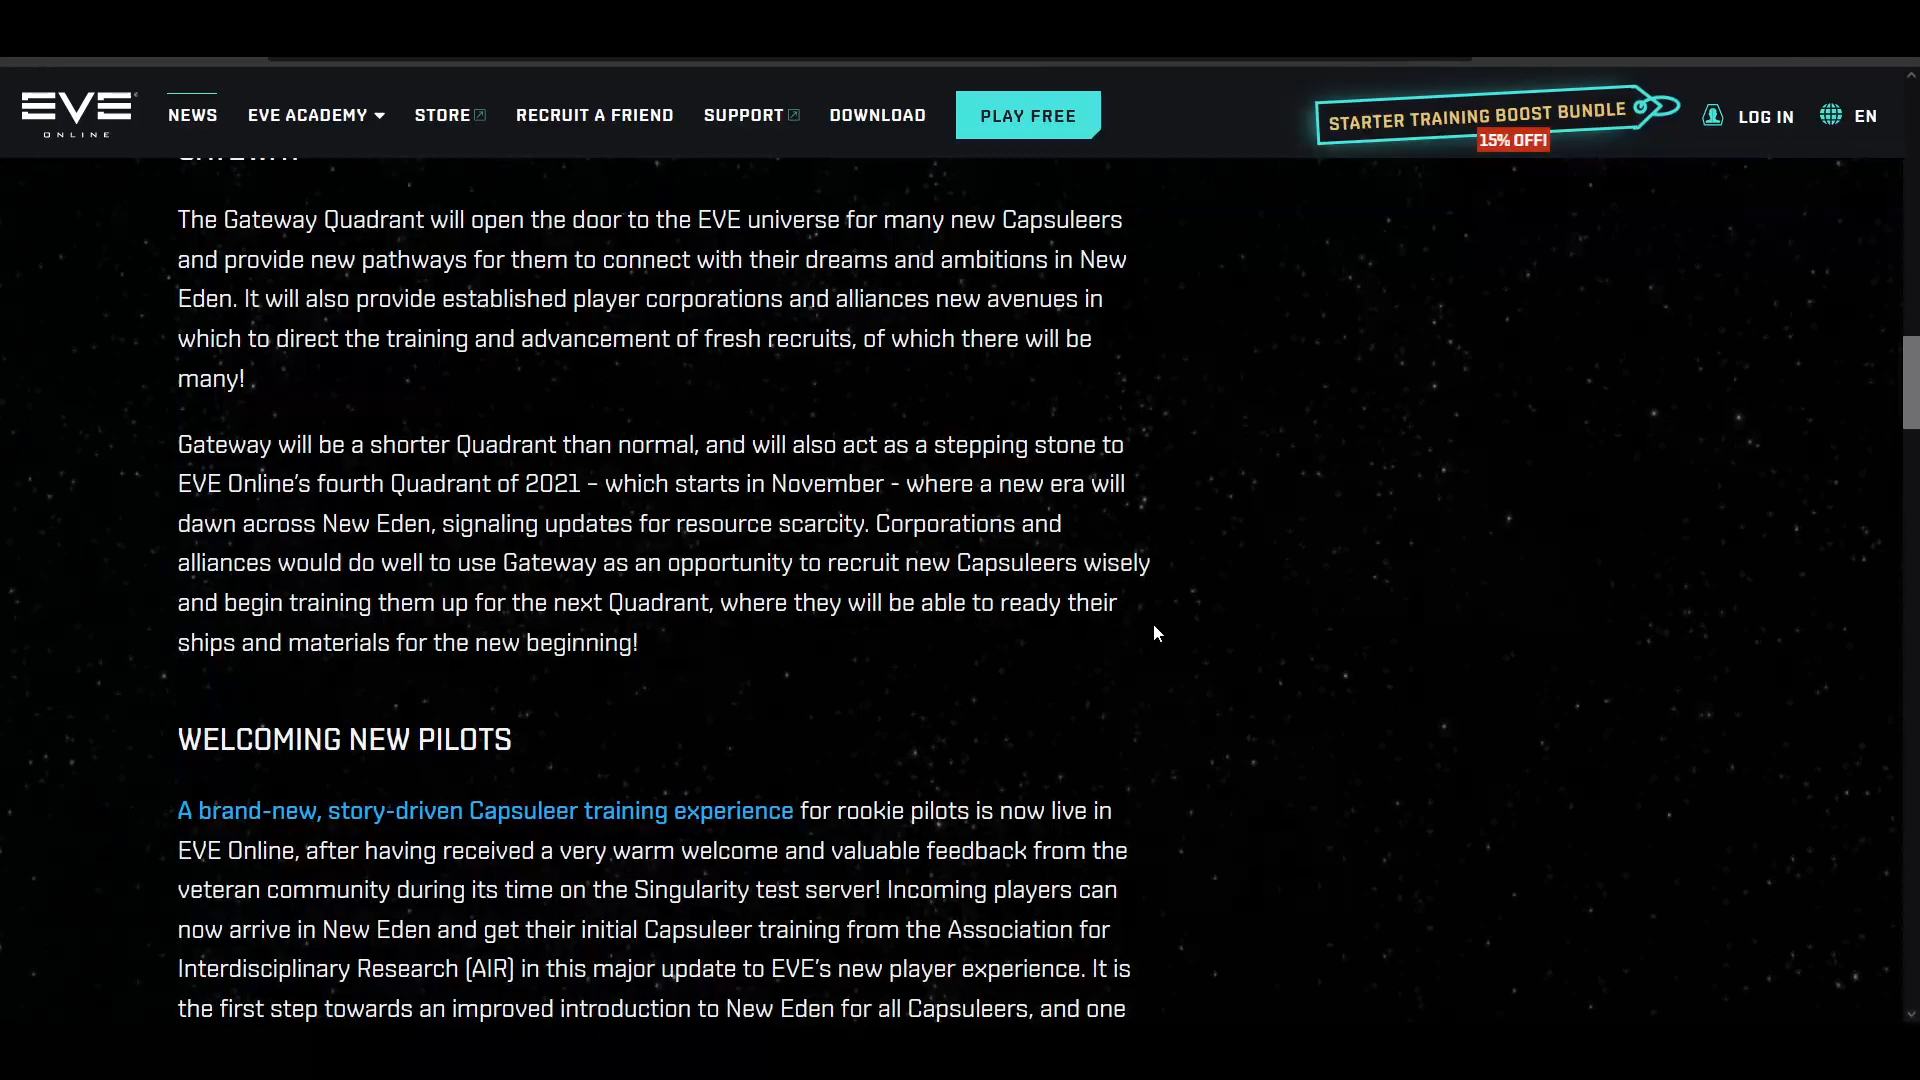 EVE
ONLINE
NEWS
EVE ACADEMY
STORE
RECRUIT A FRIEND
SUPPORT
DOWNLOAD
PLAY FREE
STARTER TRAINING BOOST BUNDLE
15% OFF!
LOG IN
EN
GATEWAY
The Gateway Quadrant will open the door to the EVE universe for many new Capsuleers
and provide new pathways for them to connect with their dreams and ambitions in New
Eden. It will also provide established player corporations and alliances new avenues in
which to direct the training and advancement of fresh recruits, of which there will be
many!
Gateway will be a shorter Quadrant than normal, and will also act as a stepping stone to
EVE Online’s fourth Quadrant of 2021 – which starts in November - where a new era will
dawn across New Eden, signaling updates for resource scarcity. Corporations and
alliances would do well to use Gateway as an opportunity to recruit new Capsuleers wisely
and begin training them up for the next Quadrant, where they will be able to ready their
ships and materials for the new beginning!
WELCOMING NEW PILOTS
A brand-new, story-driven Capsuleer training experience for rookie pilots is now live in
EVE Online, after having received a very warm welcome and valuable feedback from the
veteran community during its time on the Singularity test server! Incoming players can
now arrive in New Eden and get their initial Capsuleer training from the Association for
Interdisciplinary Research (AIR) in this major update to EVE’s new player experience. It is
the first step towards an improved introduction to New Eden for all Capsuleers, and one